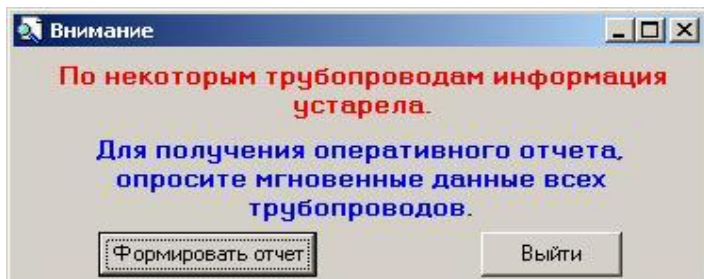 Внимание
По некоторым трубопроводам информация
устарела.
Для получения оперативного отчета,
опросите мгновенные данные всех
трубопроводов.
Формировать отчет Выйти